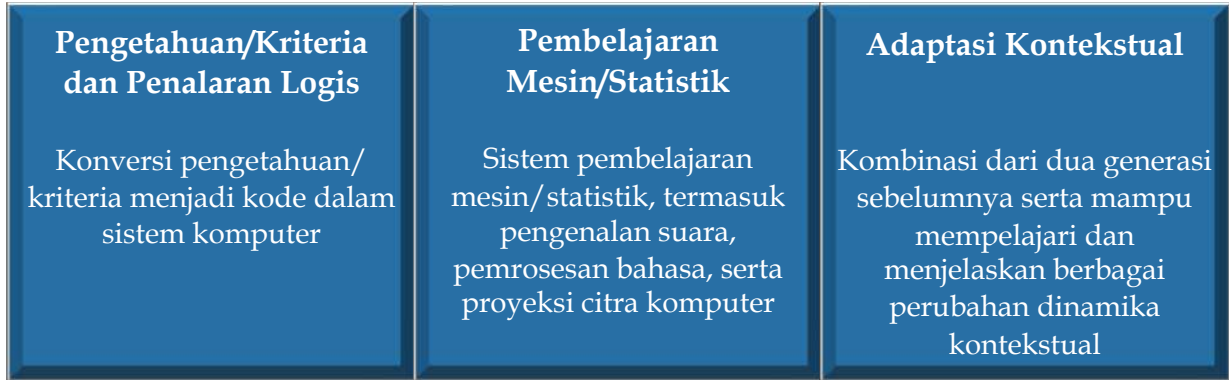 Pengetahuan/Kriteria
dan Penalaran Logis
Konversi pengetahuan/
kriteria menjadi kode dalam
sistem komputer
Pembelajaran
Mesin/Statistik
Sistem pembelajaran
mesin/statistik, termasuk
pengenalan suara,
pemrosesan bahasa, serta
proyeksi citra komputer
Adaptasi Kontekstual
Kombinasi dari dua generasi
sebelumnya serta mampu
mempelajari dan
menjelaskan berbagai
perubahan dinamika
kontekstual